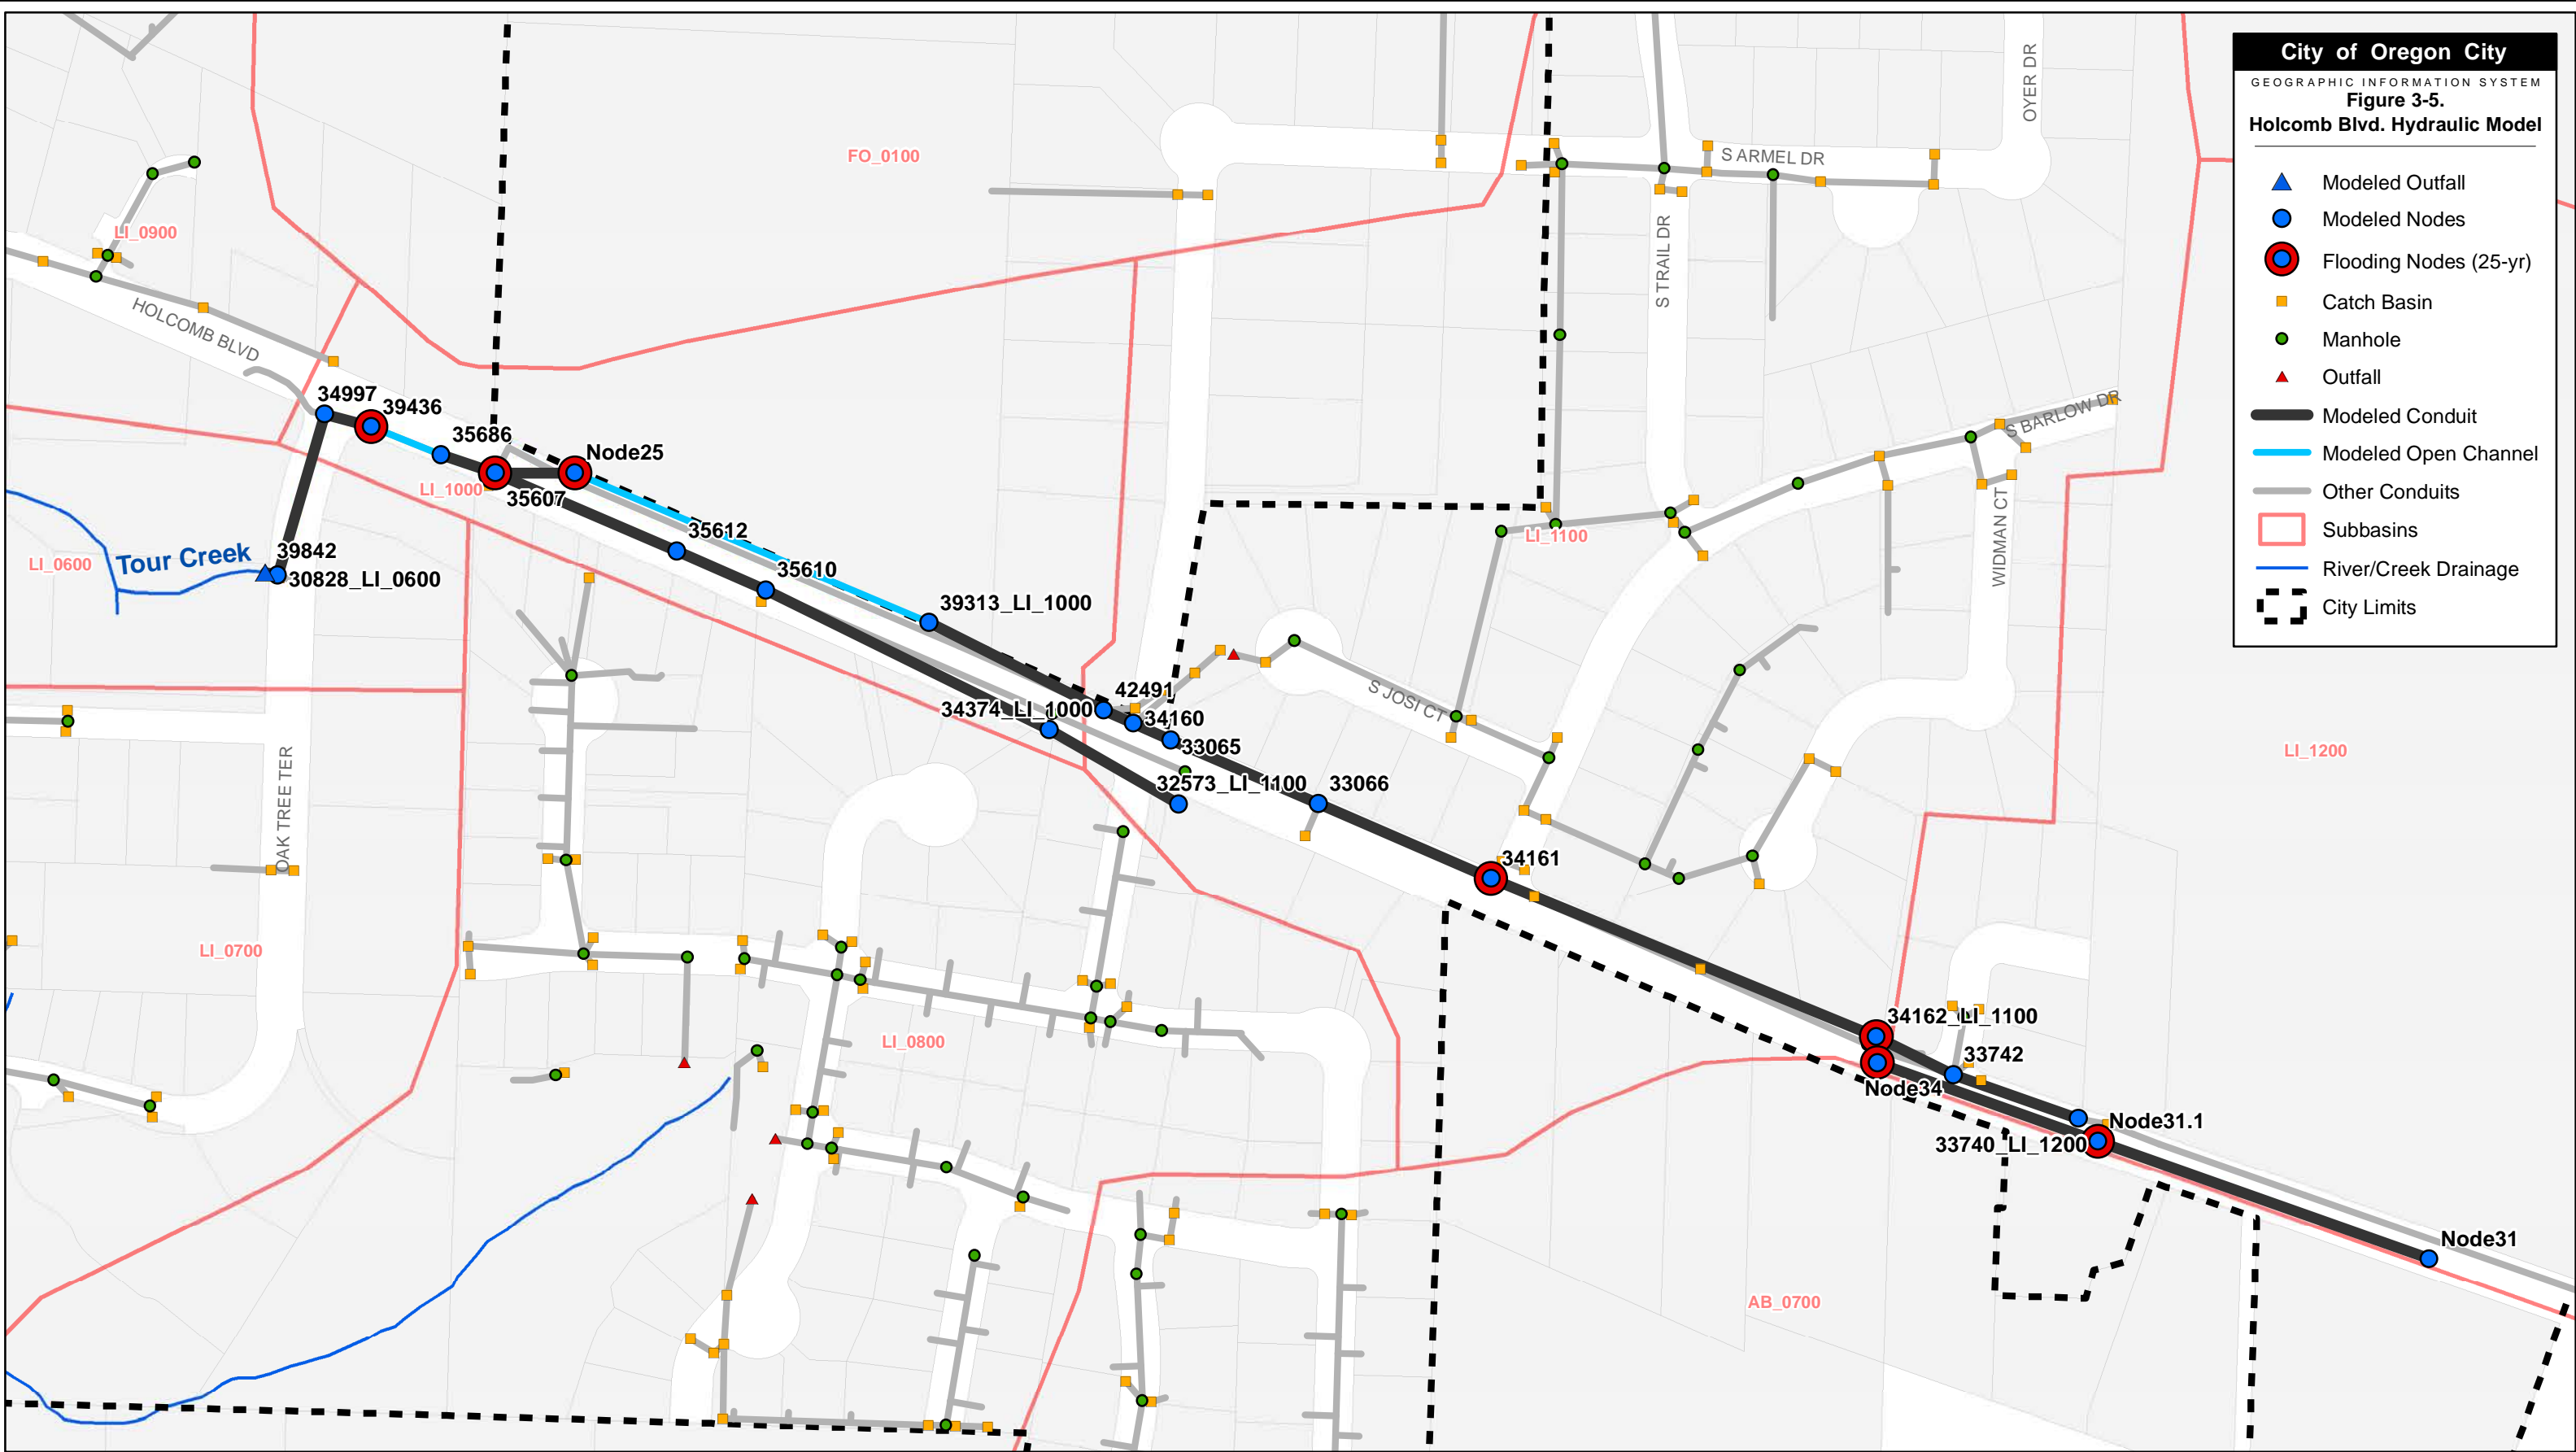 City of Oregon City
GEOGRAPHIC INFORMATION SYSTEM
Figure 3-5.
Holcomb Blvd. Hydraulic Model
Modeled Outfall
Modeled Nodes
Flooding Nodes (25-yr)
Catch Basin
Manhole
Outfall
Modeled Conduit
Modeled Open Channel
Other Conduits
Subbasins
River/Creek Drainage
City Limits
OYER DR
S ARMEL DR
FO_0100
LI_0900
S TRAIL DR
HOLCOMB BLVD
34997
39436
35686
Node25
S BARLOW DR
LI_1000
35607
35612
LI_1100
WIDMAN CT
39842
Tour Creek
LI_0600
30828_LI_0600
35610
39313_LI_1000
42491
34374_LI_1000
34160
S JOSI CT
33065
LI_1200
32573_LI_1100
33066
OAK TREE TER
34161
LI_0700
34162_LI_1100
LI_0800
33742
Node34
Node31.1
33740_LI_1200
Node31
AB_0700